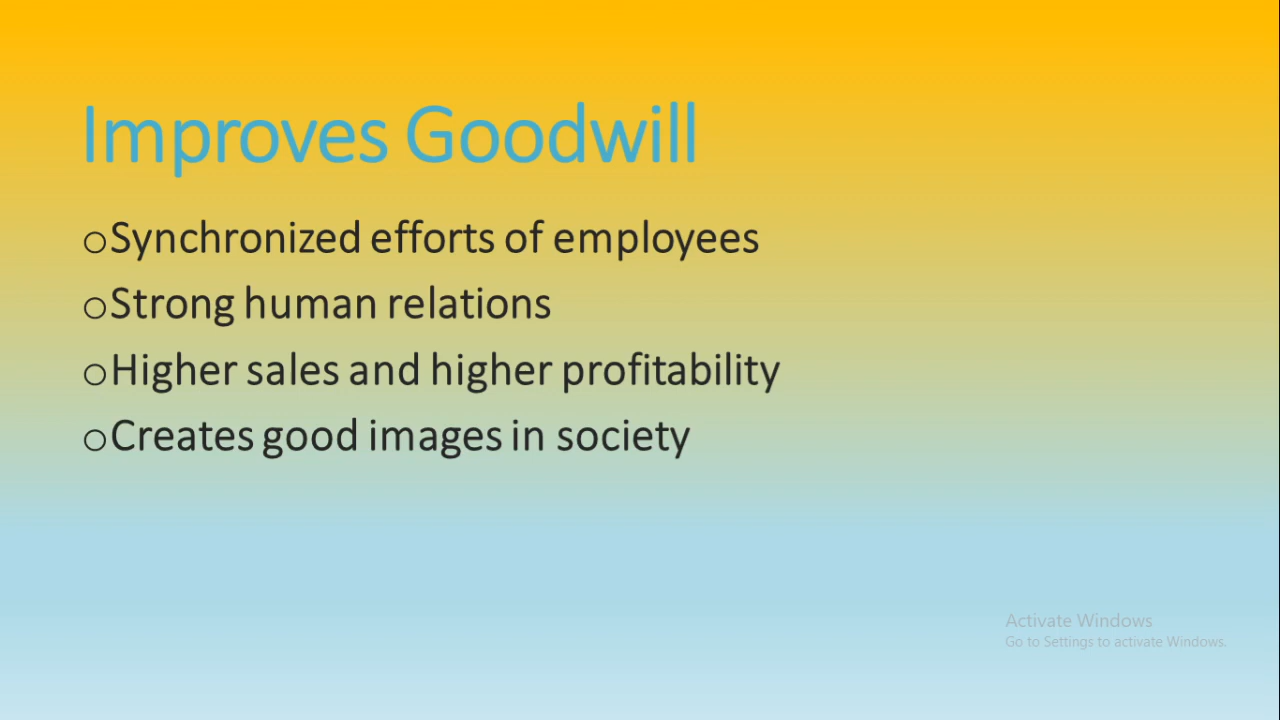 Improves Goodwill
oSynchronized efforts of employees
oStrong human relations
oHigher sales and higher profitability
oCreates good images in society
Activate Windows
Go to Settings to activate Windows.